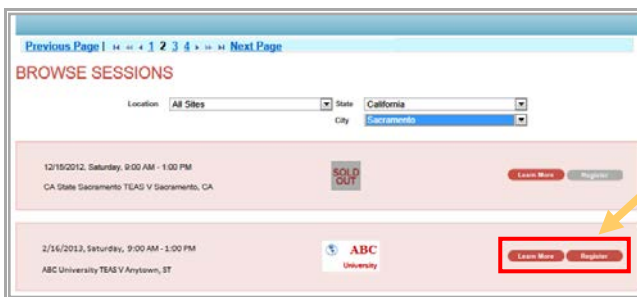 Previous Page | 1 2 3 4 Next Page
BROWSE SESSIONS
Location All Sites State California
City Sacramento
12/15/2012, Saturday, 9:00 AM - 1:00 PM
CA State Sacramento TEAS V Sacramento, CA
SOLD OUT
Learn More Register
2/16/2013, Saturday, 9:00 AM - 1:00 PM
ABC University TEAS V Anytown, ST
ABC
University
Learn More Register